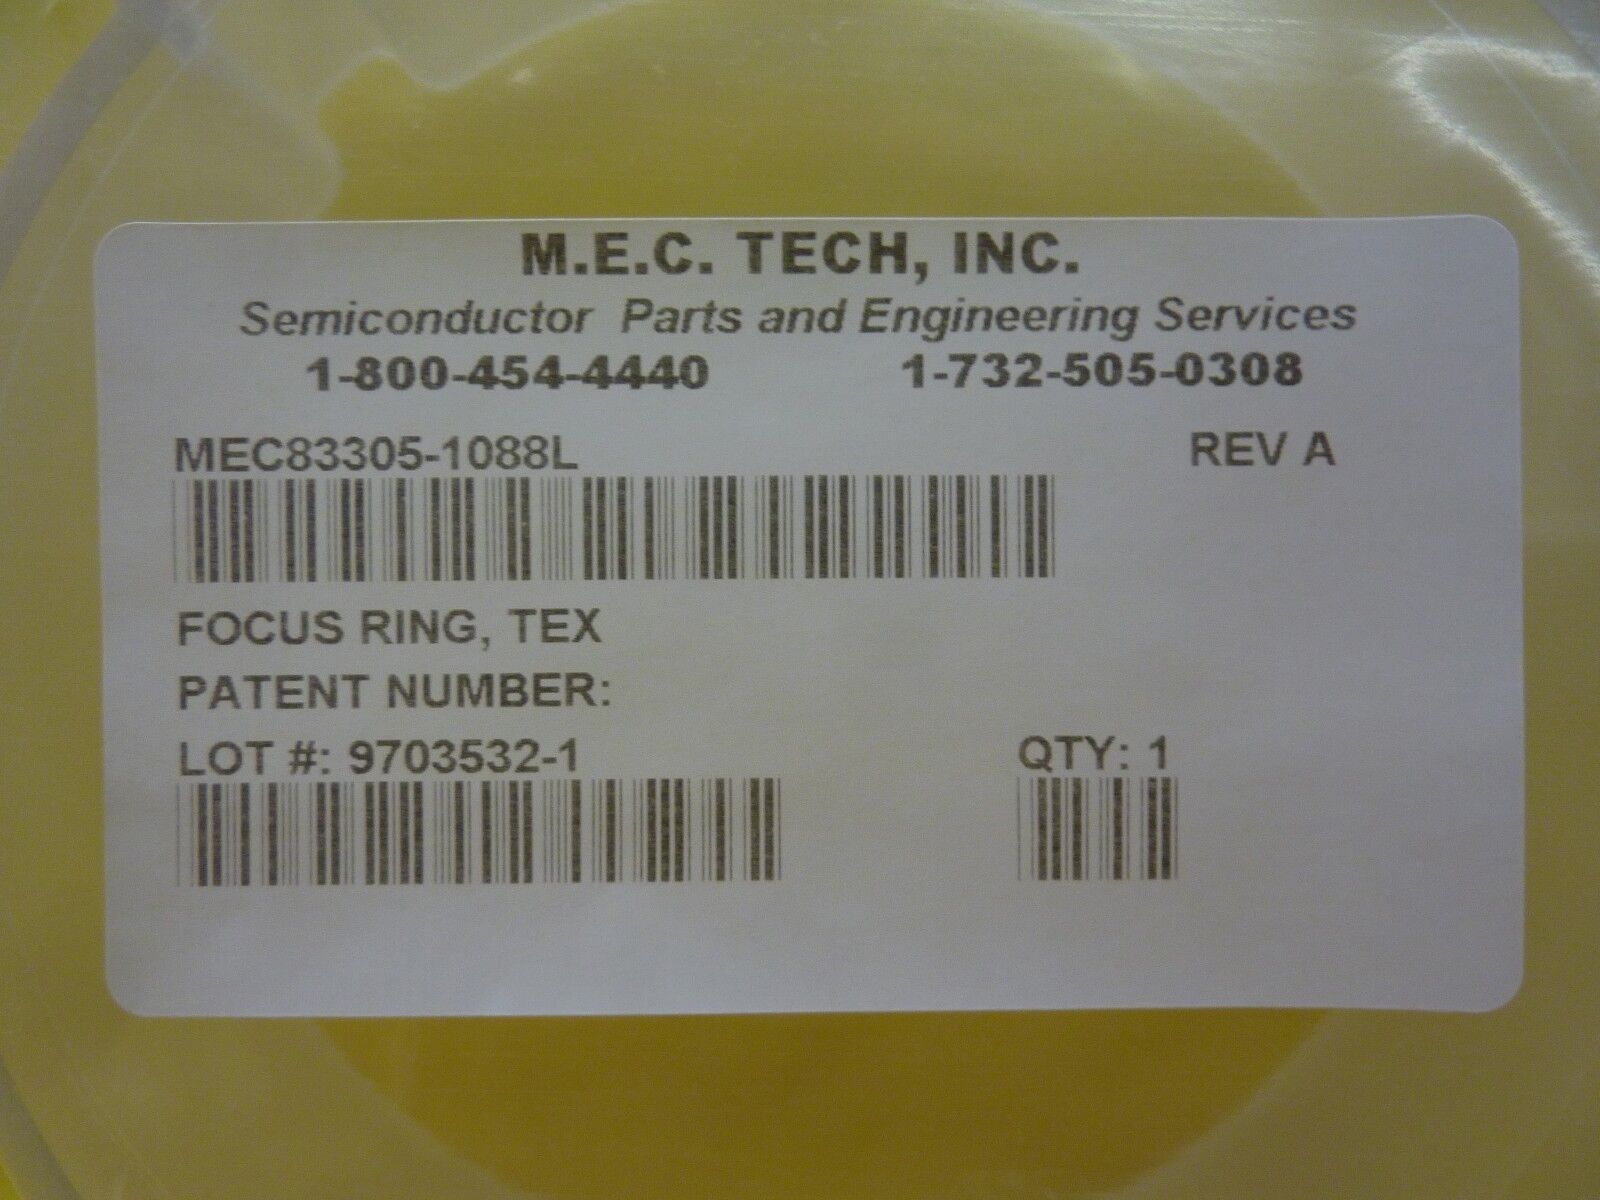 M.E.C. TECH, INC.
Semiconductor Parts and Engineering Services
1-800-454-4440 1-732-505-0308
MEC83305-1088L REV A
FOCUS RING, TEX
PATENT NUMBER:
LOT #: 9703532-1 QTY: 1